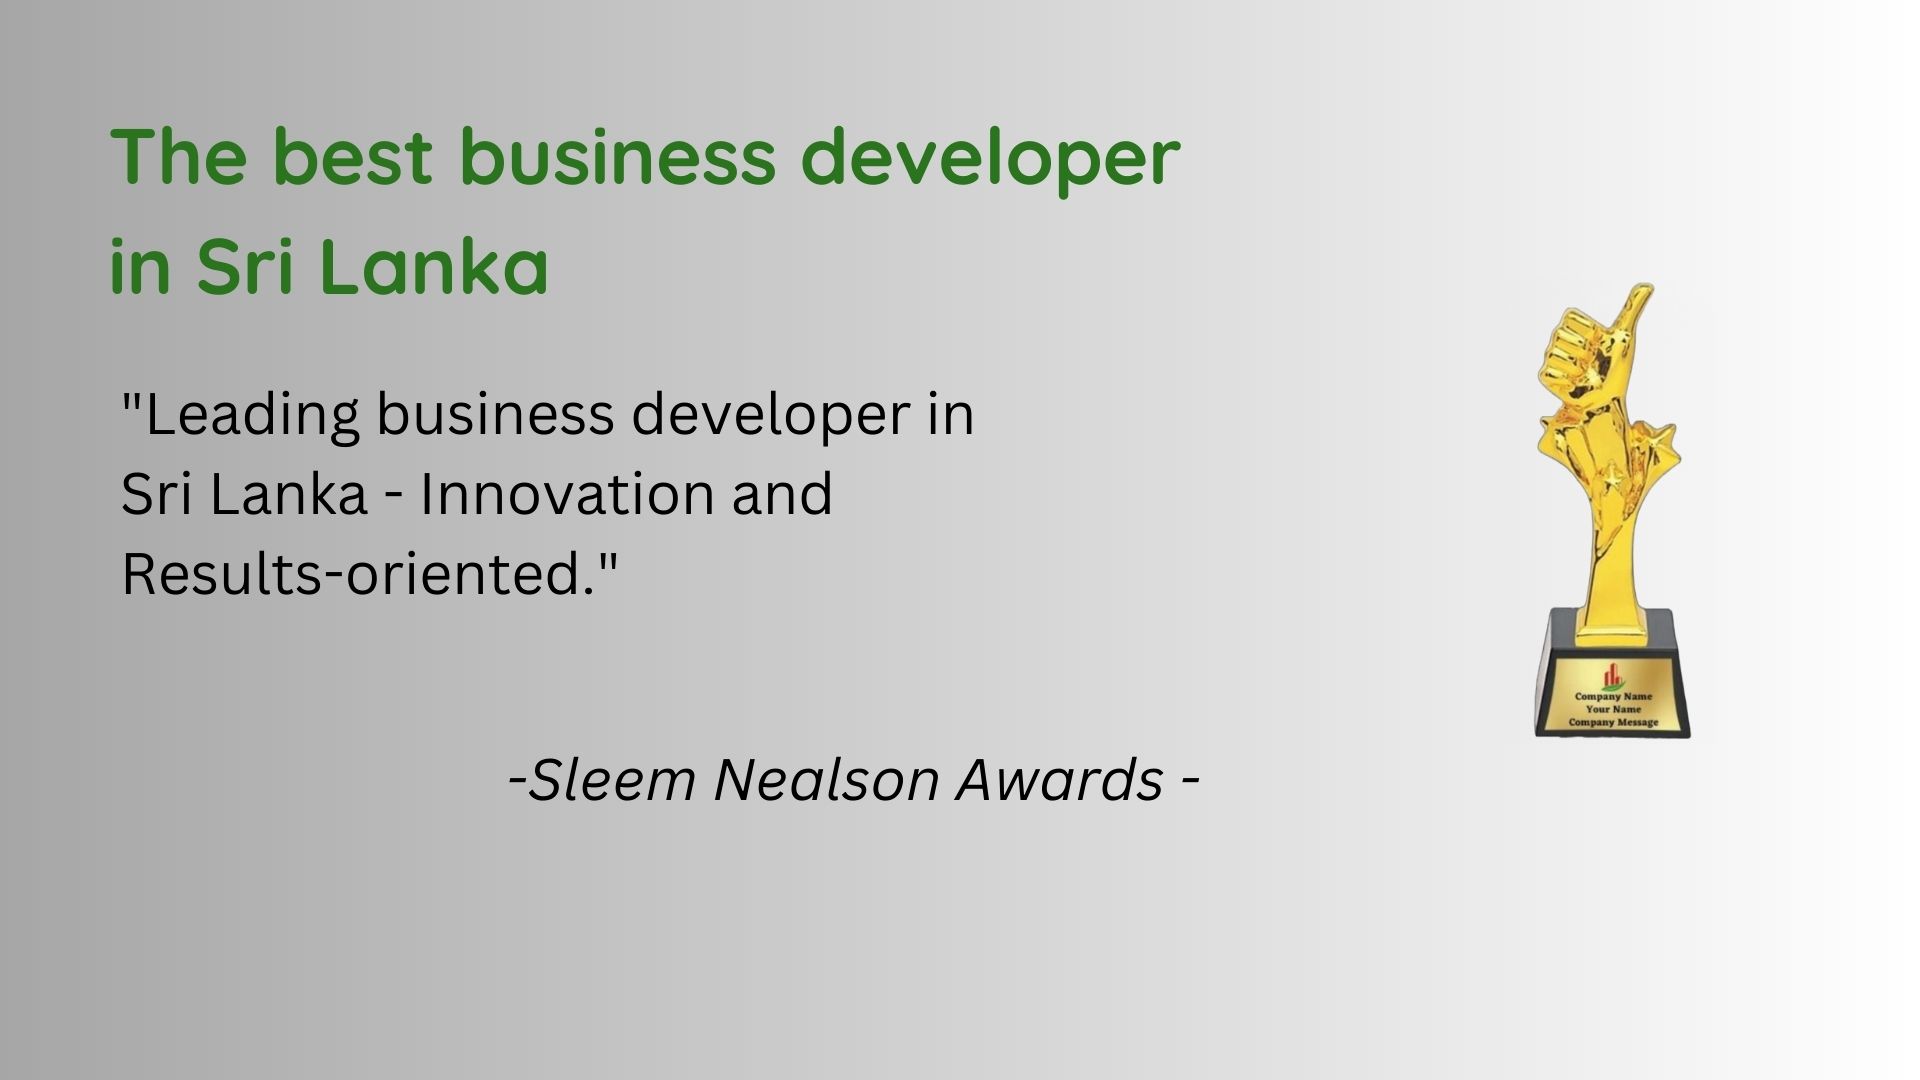 The best business developer
in Sri Lanka
"Leading business developer in
Sri Lanka - Innovation and
Results-oriented."
-Sleem Nealson Awards -
Company Name
Your Name
Company Message